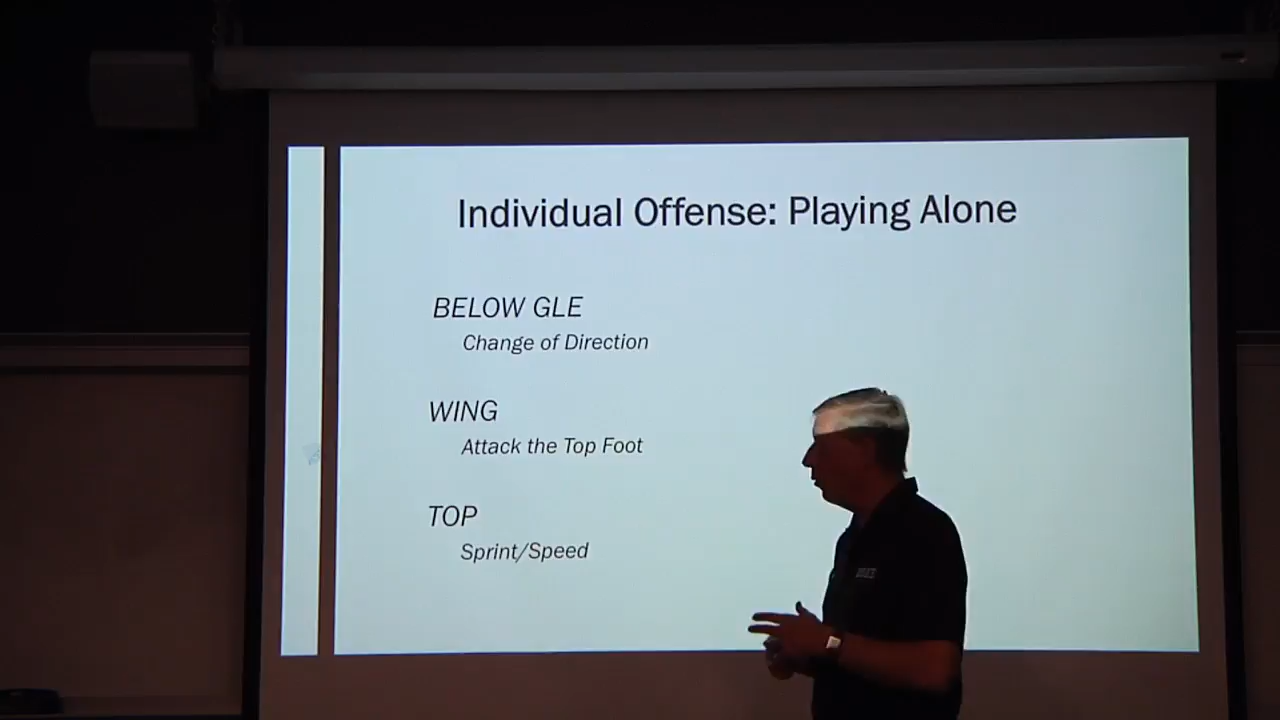 Individual Offense: Playing Alone
BELOW GLE
Change of Direction
WING
Attack the Top Foot
TOP
Sprint/Speed